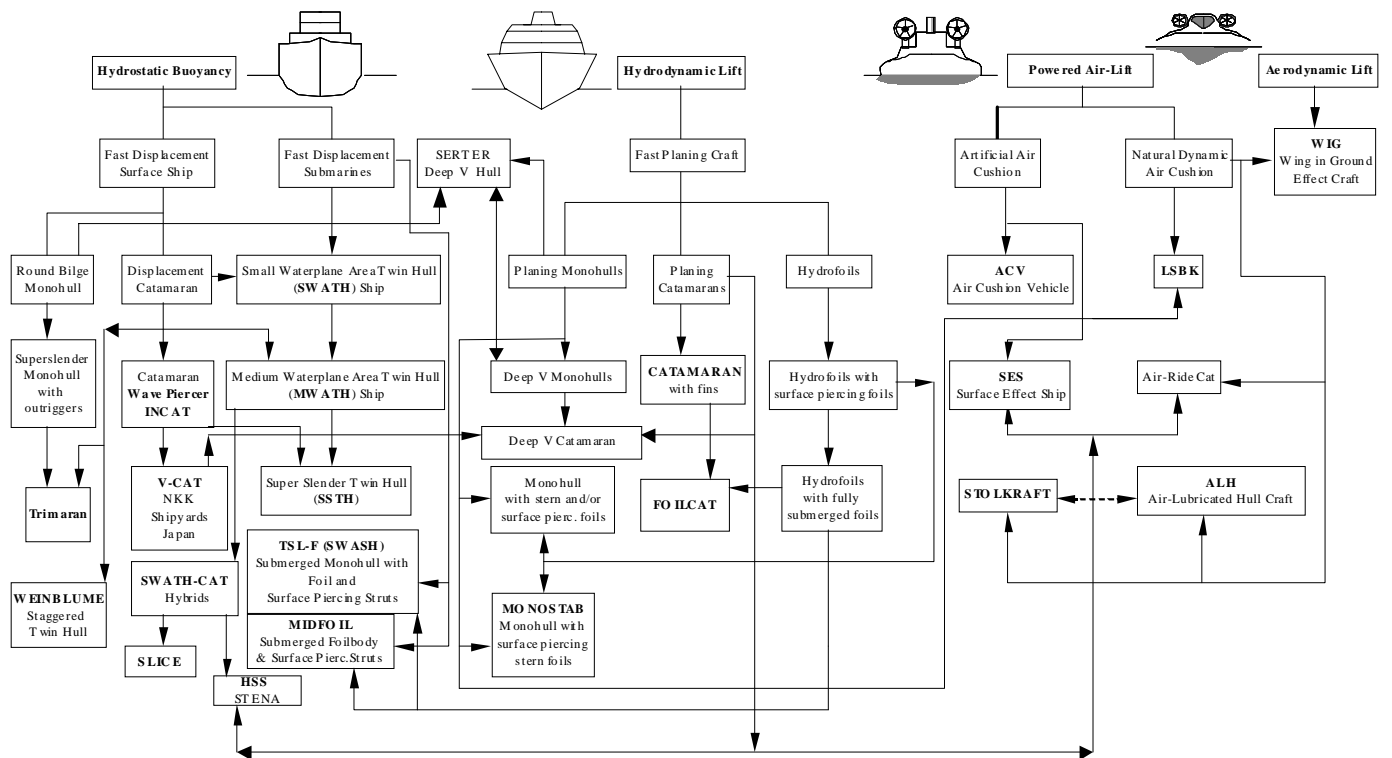 Hydrostatic Buoyancy
Hydrodynamic Lift
Powered Air-Lift
Aerodynamic Lift
Fast Displacement
Surface Ship
Fast Displacement
Submarines
SERTER
Deep V Hull
Fast Planing Craft
Artificial Air
Cushion
Natural Dynamic
Air Cushion
WIG
Wing in Ground
Effect Craft
Round Bilge
Monohull
Displacement
Catamaran
Small Waterplane Area Twin Hull
(SWATH) Ship
Planing Monohulls
Planing
Catamarans
Hydrofoils
ACV
Air Cushion Vehicle
LSBK
Superslender
Monohull
with
outriggers
Catamaran
Wave Piercer
INCAT
Medium Waterplane Area Twin Hull
(MWATH) Ship
Deep V Monohulls
CATAMARAN
with fins
Hydrofoils with
surface piercing foils
SES
Surface Effect Ship
Air-Ride Cat
Deep V Catamaran
Trimaran
V-CAT
NKK
Shipyards
Japan
Super Slender Twin Hull
(SSTH)
Monohull
with stern and/or
surface pierc. foils
FOILCAT
Hydrofoils
with fully
submerged foils
STOLKRAFT
ALH
Air-Lubricated Hull Craft
TSL-F (SWASH)
Submerged Monohull with
Foil and
Surface Piercing Struts
WEINBLUME
Staggered
Twin Hull
SWATH-CAT
Hybrids
MIDFOIL
Submerged Foilbody
& Surface Pierc.Struts
MONOSTAB
Monohull with
surface piercing
stern foils
SLICE
HSS
STENA